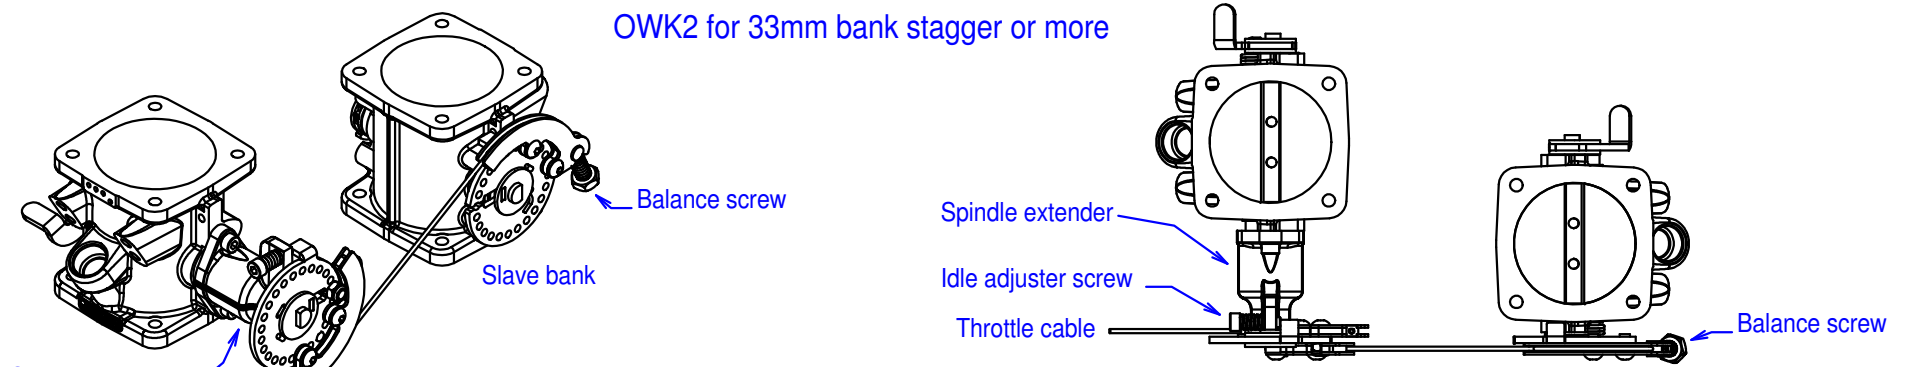 OWK2 for 33mm bank stagger or more
Balance screw
Slave bank
Spindle extender
Idle adjuster screw
Throttle cable
Balance screw